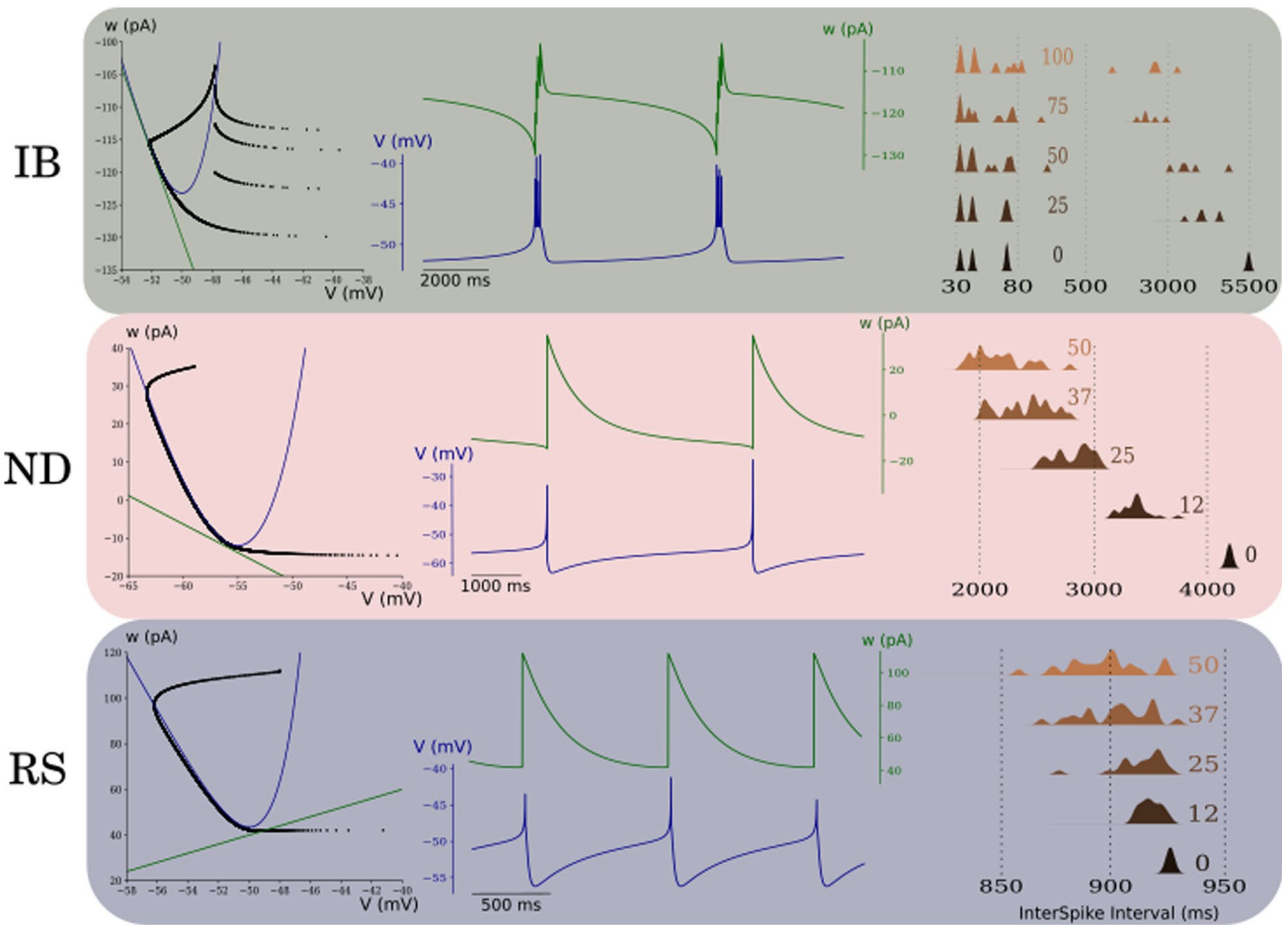 IB
w (pA)
−100
−105
−110
−115
−120
−125
−130
−135
−54 −52 −50 −48 −46 −44 −42 −40 −38
V (mV)
w (pA)
−110
−120
−130
V (mV)
−40
−45
−50
2000 ms
100
75
50
25
0
30 80 500 3000 5500
ND
w (pA)
40
30
20
10
0
−10
−20
−65 −60 −55 −50 −45 −40
V (mV)
w (pA)
20
0
−20
V (mV)
−30
−40
−50
−60
1000 ms
50
37
25
12
0
2000 3000 4000
RS
w (pA)
120
100
80
60
40
20
−58 −56 −54 −52 −50 −48 −46 −44 −42 −40
V (mV)
w (pA)
100
80
60
40
V (mV)
−40
−45
−50
−55
500 ms
50
37
25
12
0
850 900 950
InterSpike Interval (ms)